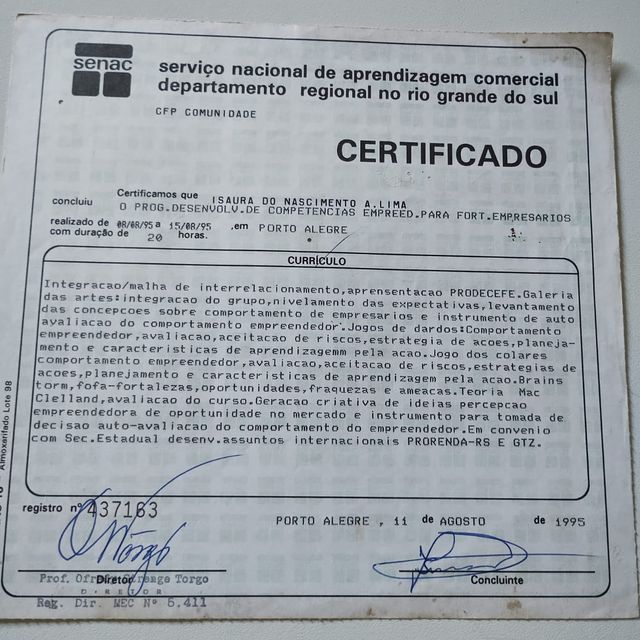 senac
serviço nacional de aprendizagem comercial
departamento regional no rio grande do sul
CFP COMUNIDADE
CERTIFICADO
Certificamos que ISAURA DO NASCIMENTO A.LIMA
concluiu O PROG.DESENVOLV.DE COMPETENCIAS EMPREED.PARA FORT.EMPRESARIOS
realizado de 08/08/95 a 15/08/95 ,em PORTO ALEGRE
com duração de 20 horas.
CURRÍCULO
Integracao/malha de interrelacionamento,aprensentacao PRODECEFE.Galeria
das artes:integracao do grupo,nivelamento das expectativas,levantamento
das concepcoes sobre comportamento de empresarios e instrumento de auto
avaliacao do comportamento empreendedor.Jogos de dardos:Comportamento
empreendedor,avaliacao,aceitacao de riscos,estrategia de acoes,planeja-
mento e caracteristicas de aprendizagemm pela acao.Jogo dos colares
comportamento empreendedor,avaliacao,aceitacao de riscos,estrategias de
acoes,planejamento e caracteristicas de aprendizagem pela acao.Brains
torm,fofa-fortalezas,oportunidades,fraquezas e ameacas.Teoria Mac
Clelland,avaliacao do curso.Geracao criativa de ideias percepcao
empreendedora de oportunidade no mercado e instrumento para tomada de
decisao auto-avaliacao do comportamento do empreendedor.Em convenio
com Sec.Estadual desenv.assuntos internacionais PRORENDA-RS E GTZ.
Almoxerifado Lote 98
registro nº 437163
PORTO ALEGRE , 11 de AGOSTO de 1995
Prof. Torgo
Diretor
Concluinte
DIRETOR
Reg. Dir. MEC Nº 5.411